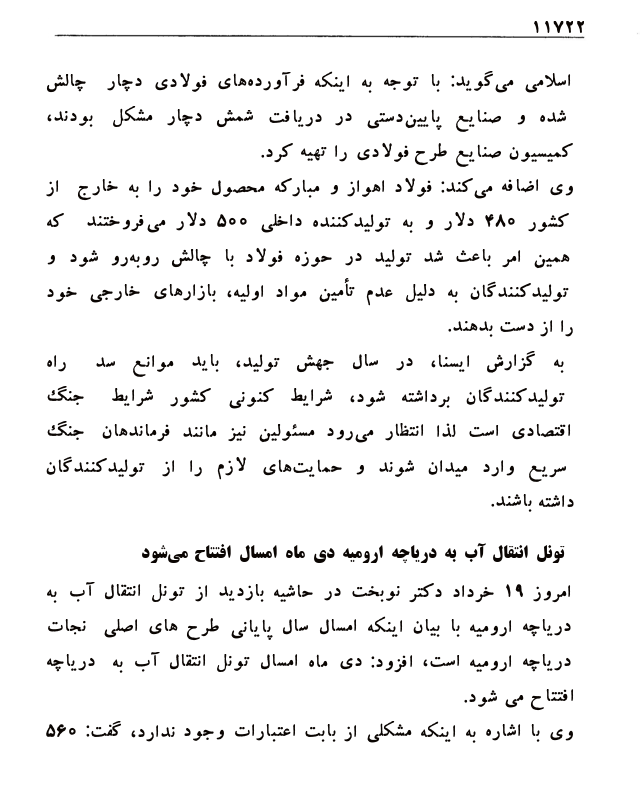 ۱۱۷۲۲
اسلامی می‌گوید: با توجه به اینکه فرآورده‌های فولادی دچار چالش
شده و صنایع پایین‌دستی در دریافت شمش دچار مشکل بودند،
کمیسیون صنایع طرح فولادی را تهیه کرد.
وی اضافه می‌کند: فولاد اهواز و مبارکه محصول خود را به خارج از
کشور ۴۸۰ دلار و به تولیدکننده داخلی ۵۰۰ دلار می‌فروختند که
همین امر باعث شد تولید در حوزه فولاد با چالش روبه‌رو شود و
تولیدکنندگان به دلیل عدم تأمین مواد اولیه، بازارهای خارجی خود
را از دست بدهند.
به گزارش ایسنا، در سال جهش تولید، باید موانع سد راه
تولیدکنندگان برداشته شود، شرایط کنونی کشور شرایط جنگ
اقتصادی است لذا انتظار می‌رود مسئولین نیز مانند فرماندهان جنگ
سریع وارد میدان شوند و حمایت‌های لازم را از تولیدکنندگان
داشته باشند.
تونل انتقال آب به دریاچه ارومیه دی ماه امسال افتتاح می‌شود
امروز ۱۹ خرداد دکتر نوبخت در حاشیه بازدید از تونل انتقال آب به
دریاچه ارومیه با بیان اینکه امسال سال پایانی طرح های اصلی نجات
دریاچه ارومیه است، افزود: دی ماه امسال تونل انتقال آب به دریاچه
افتتاح می شود.
وی با اشاره به اینکه مشکلی از بابت اعتبارات وجود ندارد، گفت: ۵۶۰